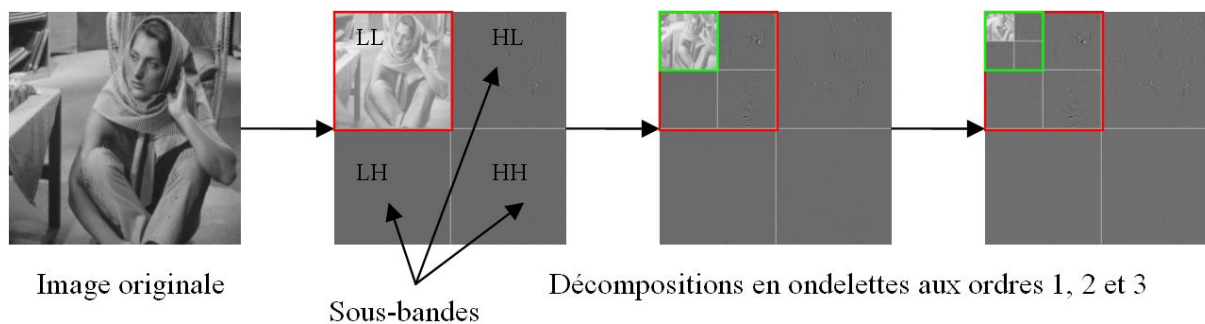 LL HL
LH HH
Image originale
Sous-bandes
Décompositions en ondelettes aux ordres 1, 2 et 3